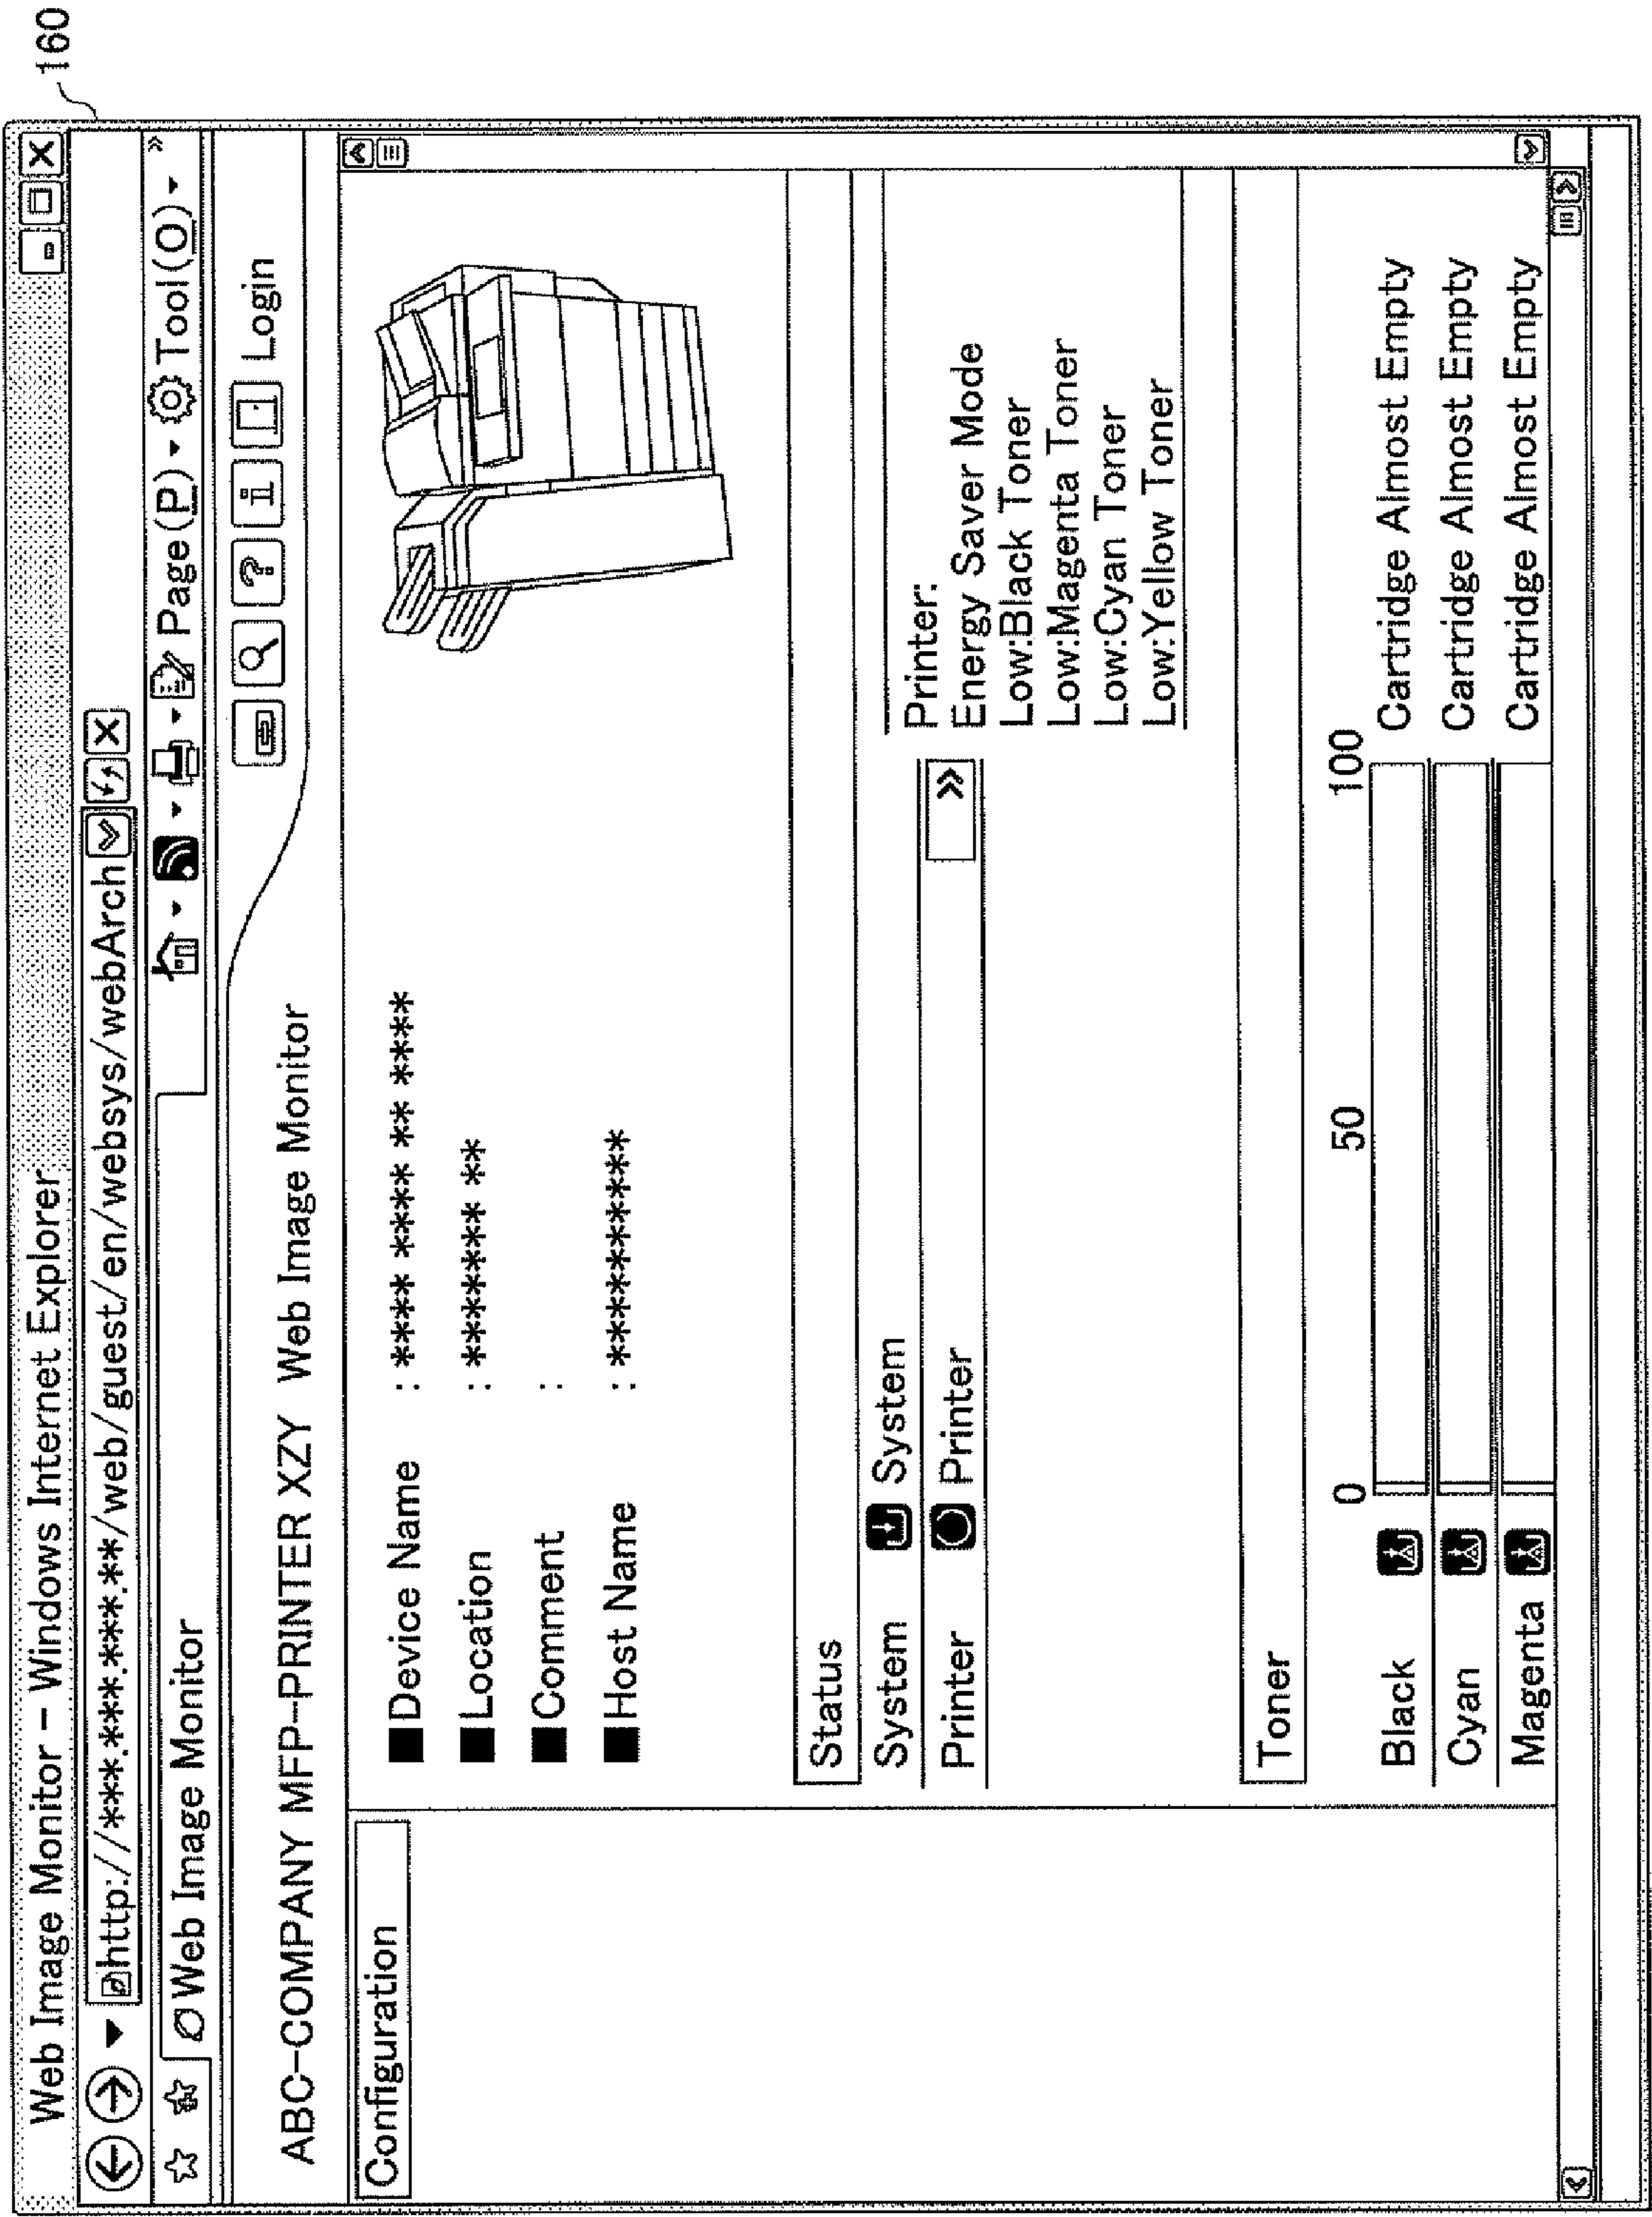 160
Web Image Monitor – Windows Internet Explorer
http://***.***.***.**/web/guest/en/websys/webArch
Web Image Monitor
Page(P)
Tool(O)
»
ABC-COMPANY MFP-PRINTER XZY Web Image Monitor
? i Login
Configuration
■Device Name : **** **** ** ****
■Location : ******* **
■Comment :
■Host Name : **********
Status
System System
Printer Printer »
Printer:
Energy Saver Mode
Low:Black Toner
Low:Magenta Toner
Low:Cyan Toner
Low:Yellow Toner
Toner
0 50 100
Black Cartridge Almost Empty
Cyan Cartridge Almost Empty
Magenta Cartridge Almost Empty